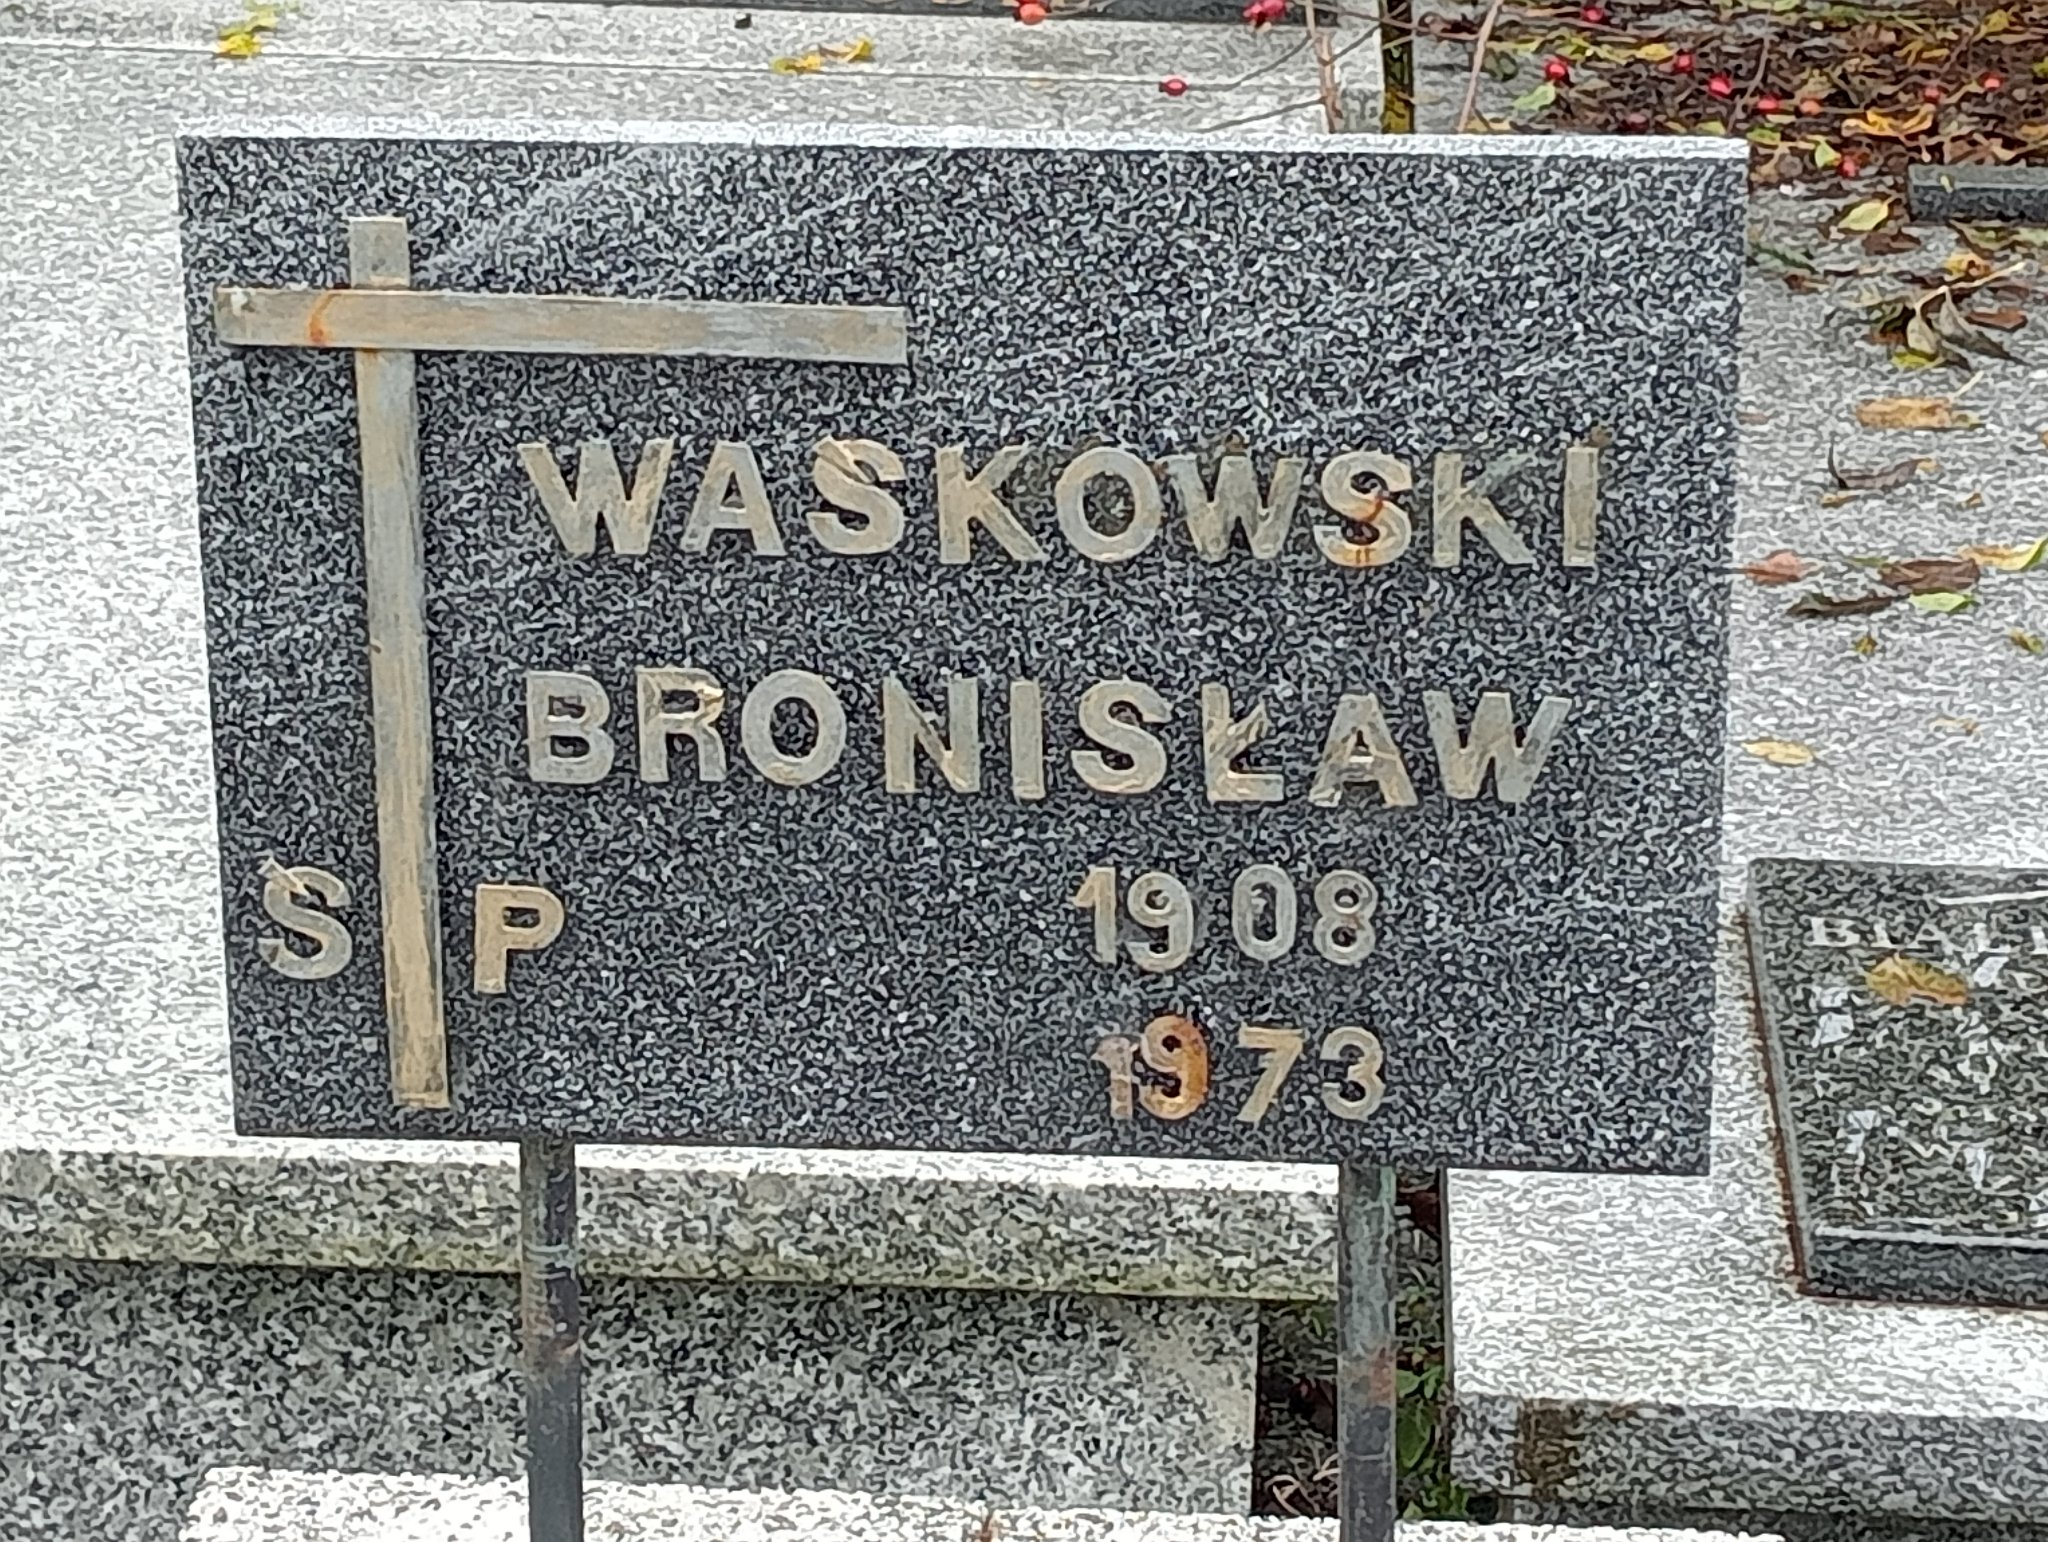 WASKOWSKI
BRONISŁAW
Ś P
1908
1973